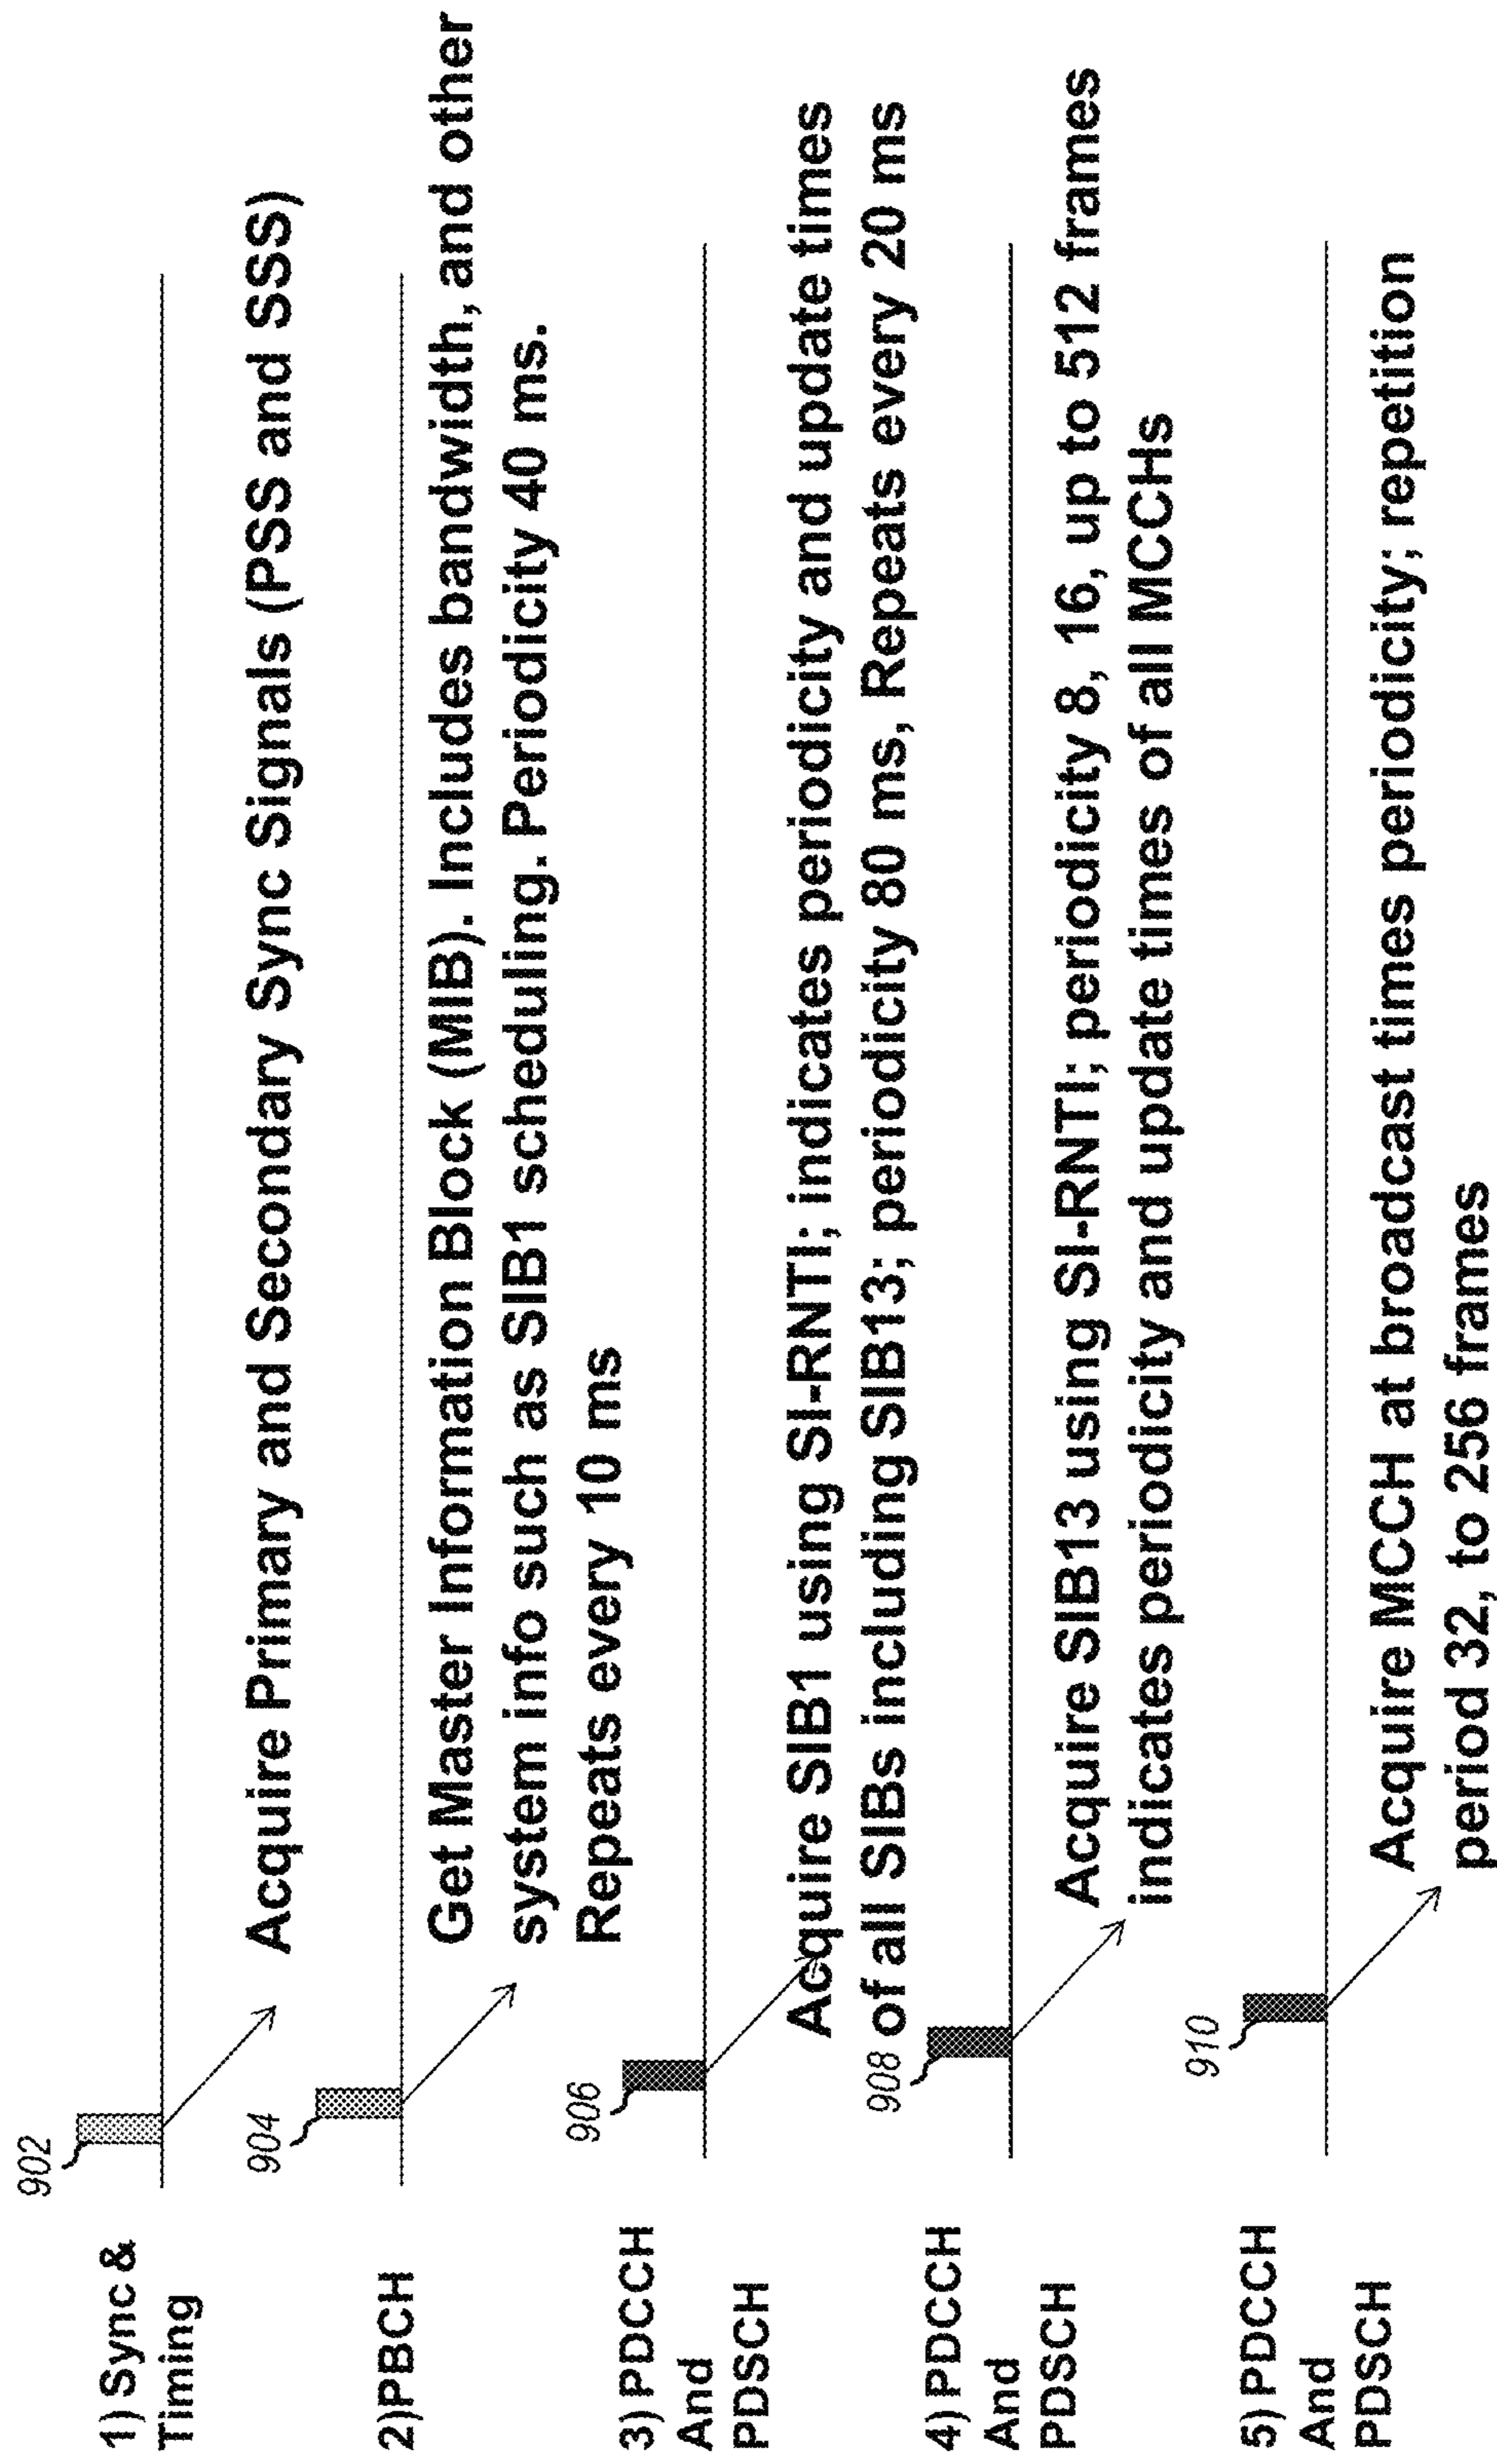 902
1) Sync &
Timing
Acquire Primary and Secondary Sync Signals (PSS and SSS)
904
2)PBCH
Get Master Information Block (MIB). Includes bandwidth, and other
system info such as SIB1 scheduling. Periodicity 40 ms.
Repeats every 10 ms
906
3) PDCCH
And
PDSCH
Acquire SIB1 using SI-RNTI; indicates periodicity and update times
of all SIBs including SIB13; periodicity 80 ms, Repeats every 20 ms
908
4) PDCCH
And
PDSCH
Acquire SIB13 using SI-RNTI; periodicity 8, 16, up to 512 frames
indicates periodicity and update times of all MCCHs
910
5) PDCCH
And
PDSCH
Acquire MCCH at broadcast times periodicity; repetition
period 32, to 256 frames